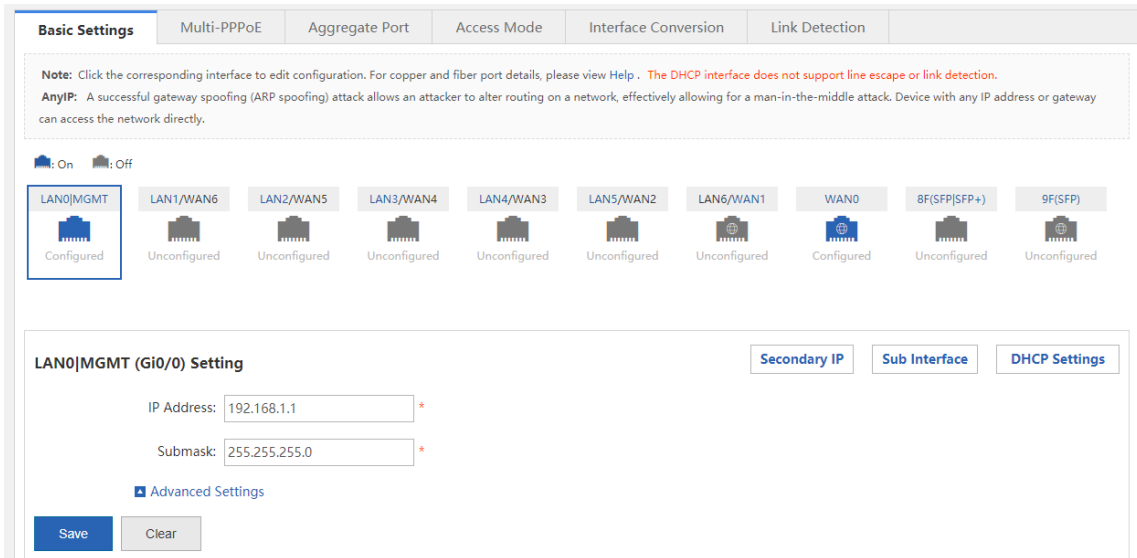 Basic Settings Multi-PPPoE Aggregate Port Access Mode Interface Conversion Link Detection
Note: Click the corresponding interface to edit configuration. For copper and fiber port details, please view Help . The DHCP interface does not support line escape or link detection.
AnyIP: A successful gateway spoofing (ARP spoofing) attack allows an attacker to alter routing on a network, effectively allowing for a man-in-the-middle attack. Device with any IP address or gateway
can access the network directly.
: On : Off
LAN0|MGMT LAN1/WAN6 LAN2/WAN5 LAN3/WAN4 LAN4/WAN3 LAN5/WAN2 LAN6/WAN1 WAN0 8F(SFP|SFP+) 9F(SFP)
Configured Unconfigured Unconfigured Unconfigured Unconfigured Unconfigured Unconfigured Configured Unconfigured Unconfigured
LAN0|MGMT (Gi0/0) Setting Secondary IP Sub Interface DHCP Settings
IP Address: 192.168.1.1 *
Submask: 255.255.255.0 *
Advanced Settings
Save Clear